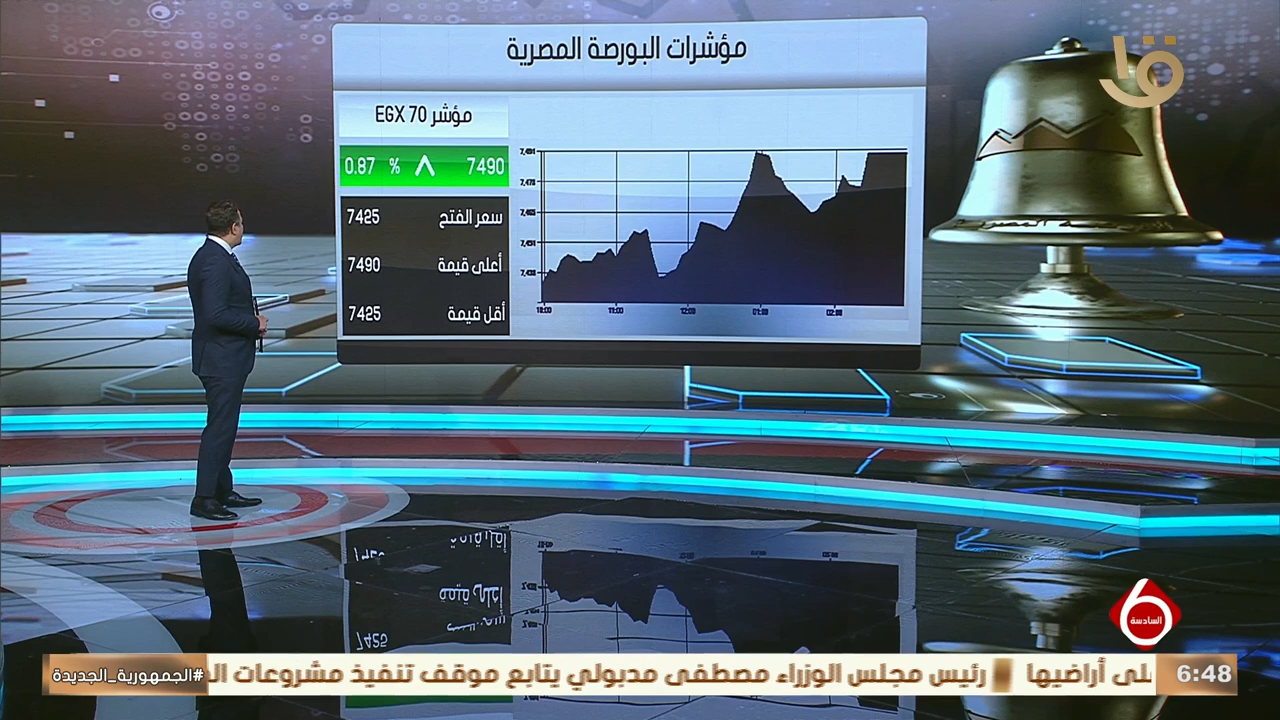 مؤشرات البورصة المصرية
مؤشر EGX 70
0.87 % 7490
سعر الفتح 7425
أعلى قيمة 7490
أقل قيمة 7425
10:00 11:00 12:00 01:00 02:00
السادسة
#الجمهورية_الجديدة
لى أراضيها
رئيس مجلس الوزراء مصطفى مدبولي يتابع موقف تنفيذ مشروعات ال
6:48